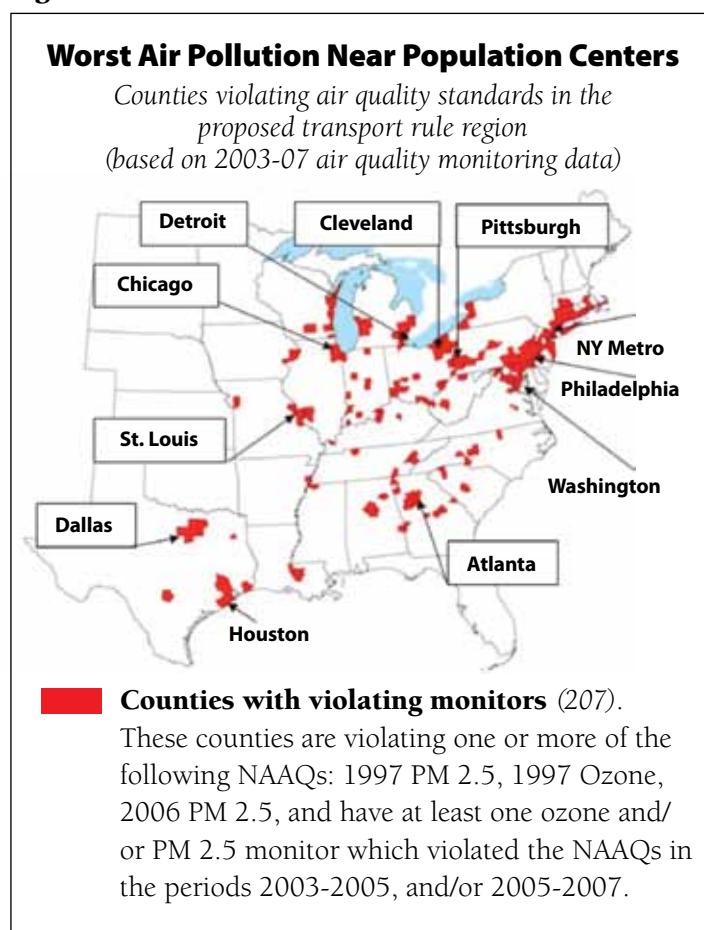 Worst Air Pollution Near Population Centers
Counties violating air quality standards in the
proposed transport rule region
(based on 2003-07 air quality monitoring data)
Detroit
Cleveland
Pittsburgh
Chicago
NY Metro
Philadelphia
St. Louis
Washington
Dallas
Atlanta
Houston
Counties with violating monitors (207).
These counties are violating one or more of the
following NAAQs: 1997 PM 2.5, 1997 Ozone,
2006 PM 2.5, and have at least one ozone and/
or PM 2.5 monitor which violated the NAAQs in
the periods 2003-2005, and/or 2005-2007.